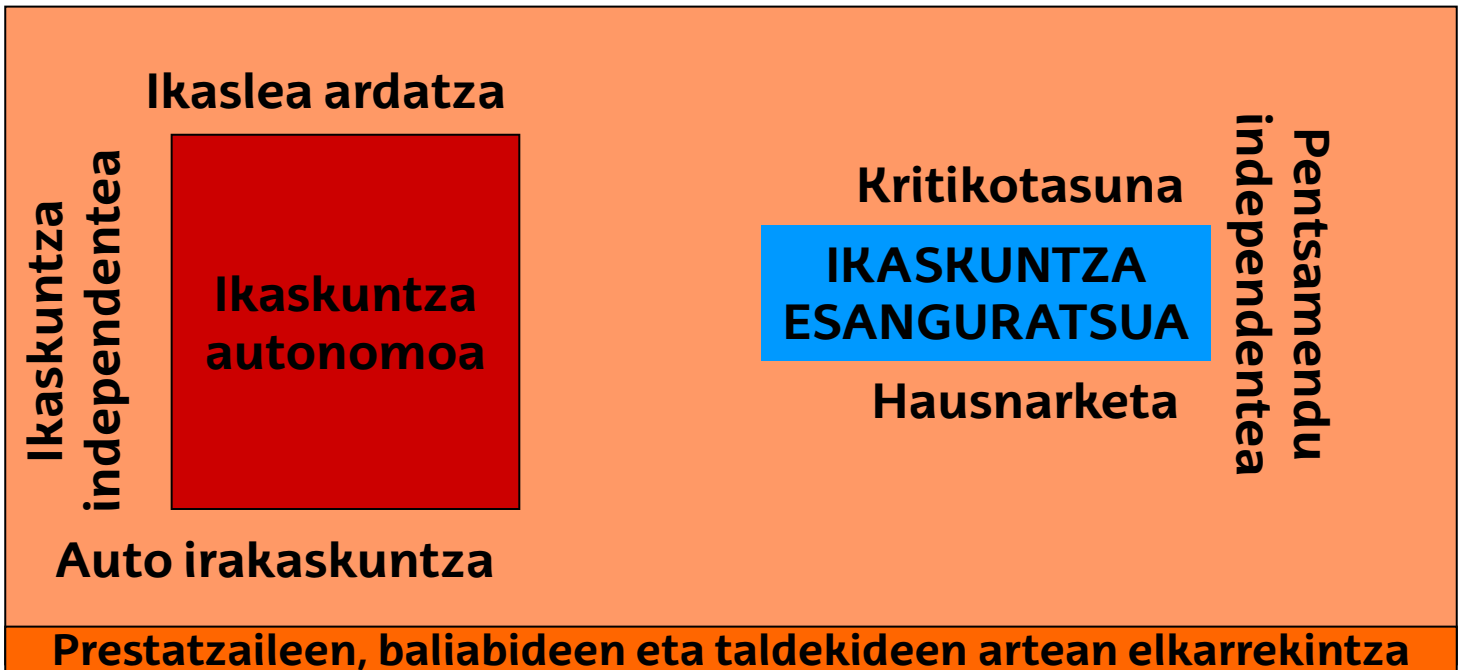 Ikaslea ardatza
Ikaskuntza
independentea
Ikaskuntza
autonomoa
Auto irakaskuntza
Kritikotasuna
IKASKUNTZA
ESANGURATSUA
Hausnarketa
Pentsamendu
independentea
Prestatzaileen, baliabideen eta taldekideen artean elkarrekintza